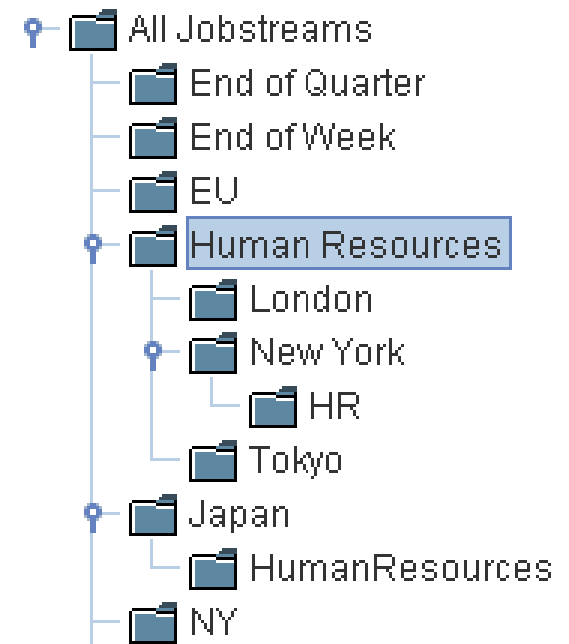 All Jobstreams
End of Quarter
End of Week
EU
Human Resources
London
New York
HR
Tokyo
Japan
HumanResources
NY